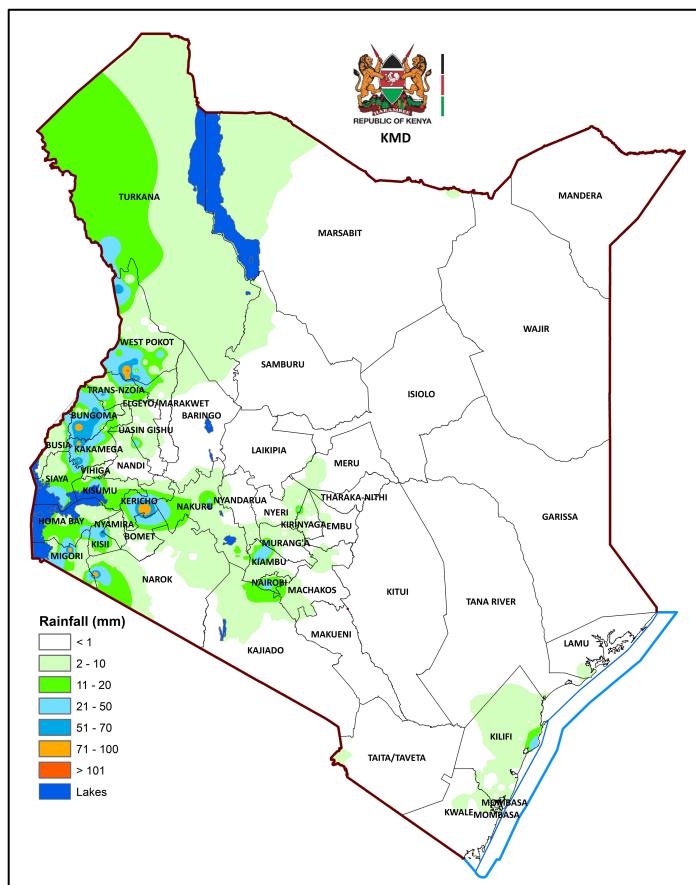 HARAMBEE
REPUBLIC OF KENYA
KMD
MANDERA
TURKANA
MARSABIT
WAJIR
WEST POKOT
SAMBURU
ISIOLO
TRANS-NZOIA
ELGEYO/MARAKWET
BUNGOMA
BARINGO
UASIN GISHU
BUSIA
KAKAMEGA
LAIKIPIA
NANDI
MERU
VIHIGA
SIAYA
KISUMU
THARAKA-NITHI
KERICHO
NYANDARUA
NAKURU
NYERI
GARISSA
HOMA BAY
NYAMIRA
KIRINYAGA
EMBU
BOMET
KISII
MURANG'A
MIGORI
KIAMBU
NAROK
NAIROBI
MACHAKOS
KITUI
TANA RIVER
MAKUENI
LAMU
KAJIADO
KILIFI
TAITA/TAVETA
MOMBASA
KWALE
MOMBASA
Rainfall (mm)
< 1
2 - 10
11 - 20
21 - 50
51 - 70
71 - 100
> 101
Lakes